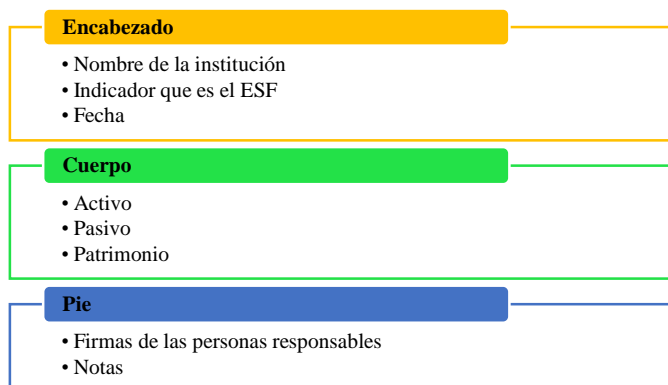 Encabezado
• Nombre de la institución
• Indicador que es el ESF
• Fecha
Cuerpo
• Activo
• Pasivo
• Patrimonio
Pie
• Firmas de las personas responsables
• Notas